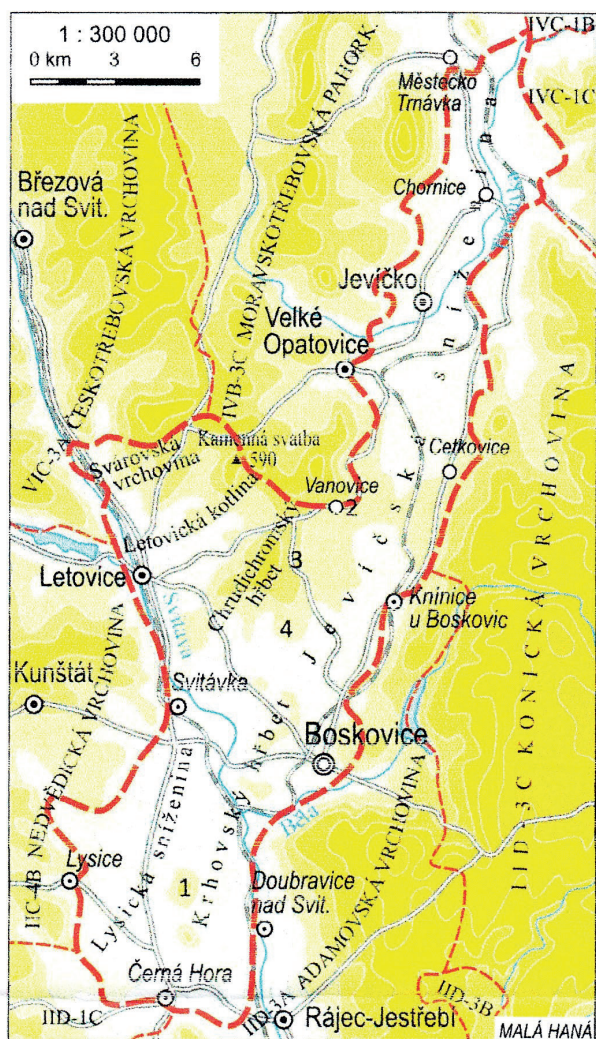 1 : 300 000
0 km 3 6
IVC-1B
IVC-1C
Městečko
Trnávka
Chornice
Březová
nad Svit.
Jevíčko
Velké
Opatovice
VIC-3A ČESKOTŘEBOVSKÁ VRCHOVINA
IVB-3C MORAVSKOTŘEBOVSKÁ PAHORK.
Jevíčská sníženina
Kamenná svatba
590
Svárovská
vrchovina
Cetkovice
Vanovice
2
Letovická kotlina
Chrudichromský
hřbet
3
4
Letovice
Svitava
Knínice
u Boskovic
IID-3C KONICKÁ VRCHOVINA
Kunštát
Svitávka
IIC-4B NEDVĚDICKÁ VRCHOVINA
Boskovice
Bělá
Lysická sníženina
Krhovský hřbet
Lysice
1
Doubravice
nad Svit.
IID-3A ADAMOVSKÁ VRCHOVINA
Černá Hora
IID-1C
IID-3B
Rájec-Jestřebí
MALÁ HANÁ